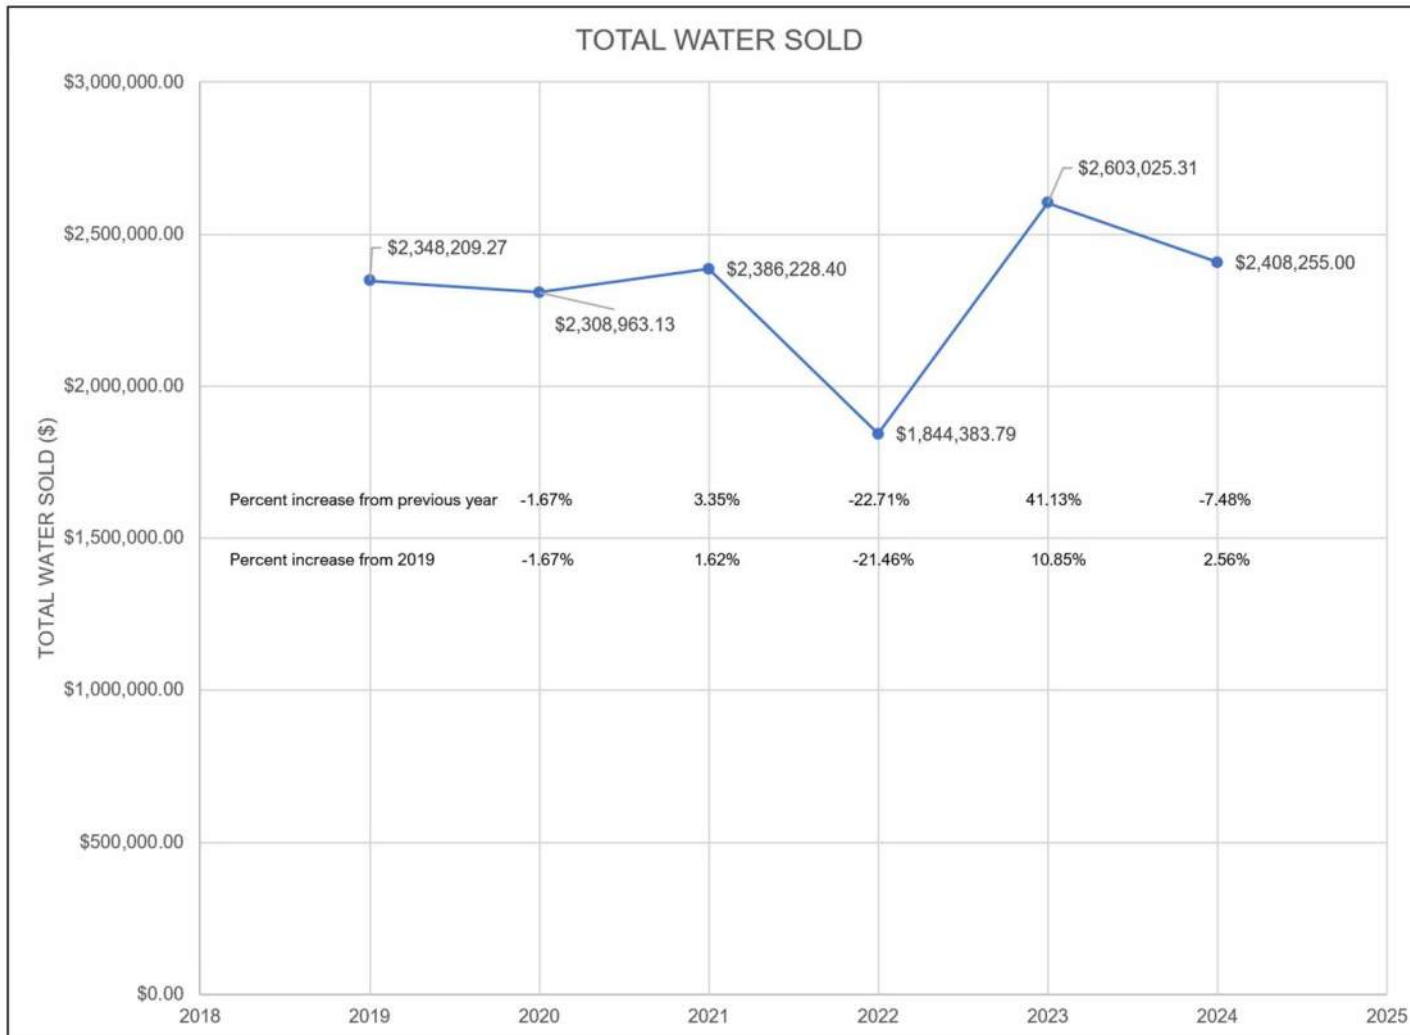 TOTAL WATER SOLD
$3,000,000.00
$2,603,025.31
$2,500,000.00
$2,348,209.27
$2,386,228.40
$2,408,255.00
$2,308,963.13
$2,000,000.00
$1,844,383.79
TOTAL WATER SOLD ($)
Percent increase from previous year -1.67% 3.35% -22.71% 41.13% -7.48%
$1,500,000.00
Percent increase from 2019 -1.67% 1.62% -21.46% 10.85% 2.56%
$1,000,000.00
$500,000.00
$0.00
2018 2019 2020 2021 2022 2023 2024 2025